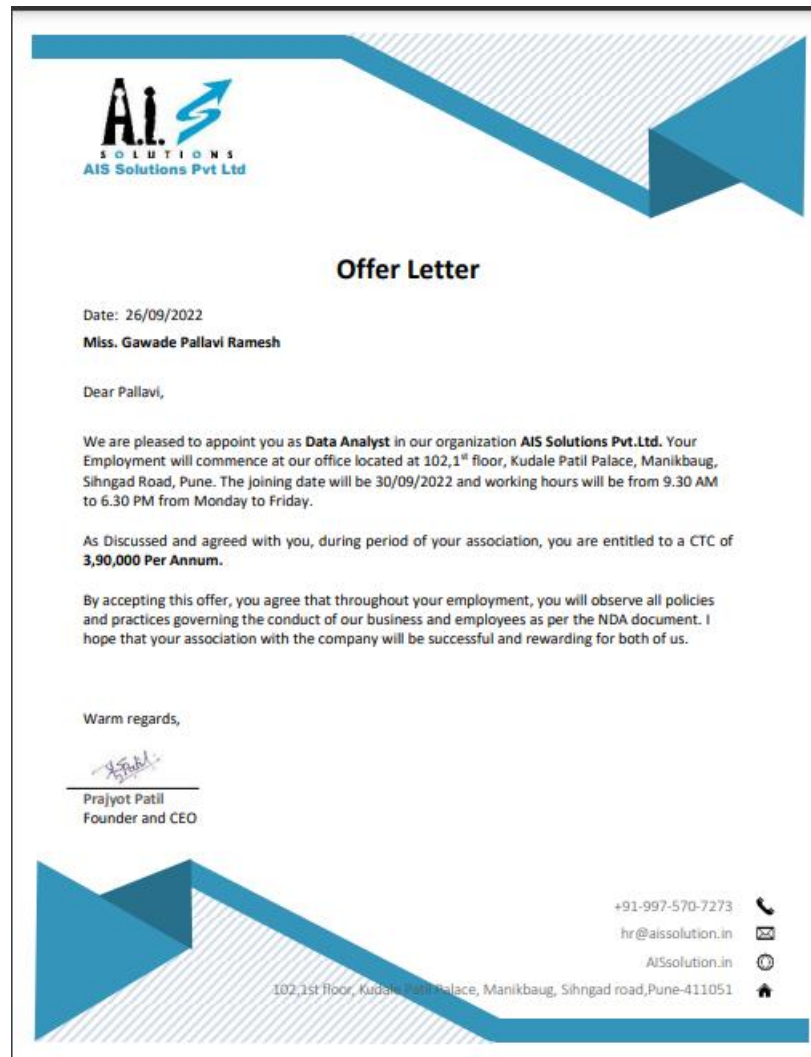 A.I.S
SOLUTIONS
AIS Solutions Pvt Ltd
Offer Letter
Date: 26/09/2022
Miss. Gawade Pallavi Ramesh
Dear Pallavi,
We are pleased to appoint you as Data Analyst in our organization AIS Solutions Pvt.Ltd. Your
Employment will commence at our office located at 102,1st floor, Kudale Patil Palace, Manikbaug,
Sihngad Road, Pune. The joining date will be 30/09/2022 and working hours will be from 9.30 AM
to 6.30 PM from Monday to Friday.
As Discussed and agreed with you, during period of your association, you are entitled to a CTC of
3,90,000 Per Annum.
By accepting this offer, you agree that throughout your employment, you will observe all policies
and practices governing the conduct of our business and employees as per the NDA document. I
hope that your association with the company will be successful and rewarding for both of us.
Warm regards,
Prajyot Patil
Founder and CEO
+91-997-570-7273
hr@aissolution.in
AISsolution.in
102,1st floor, Kudale Patil Palace, Manikbaug, Sihngad road,Pune-411051